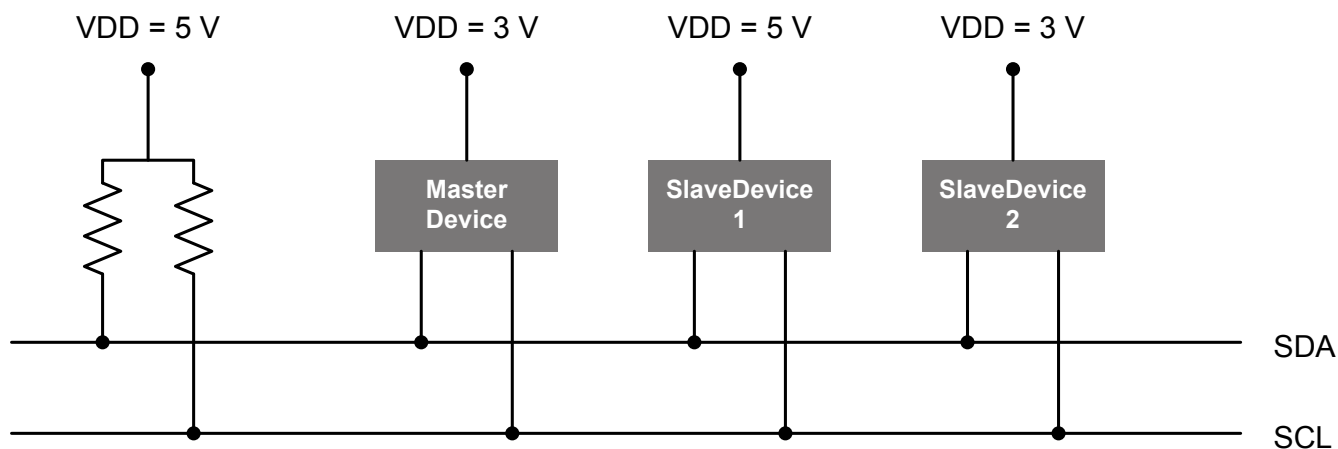 VDD = 5 V
VDD = 3 V
VDD = 5 V
VDD = 3 V
Master
Device
SlaveDevice
1
SlaveDevice
2
SDA
SCL